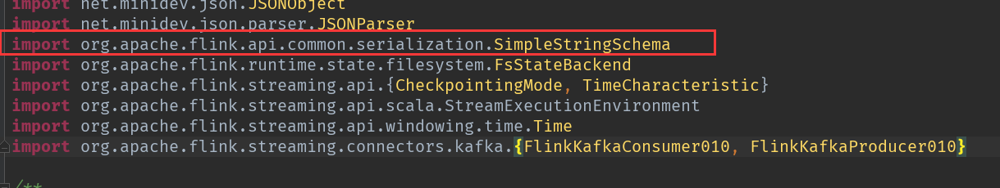 import net.minidev.json.JSONObject
import net.minidev.json.parser.JSONParser
import org.apache.flink.api.common.serialization.SimpleStringSchema
import org.apache.flink.runtime.state.filesystem.FsStateBackend
import org.apache.flink.streaming.api.{CheckpointingMode, TimeCharacteristic}
import org.apache.flink.streaming.api.scala.StreamExecutionEnvironment
import org.apache.flink.streaming.api.windowing.time.Time
import org.apache.flink.streaming.connectors.kafka.{FlinkKafkaConsumer010, FlinkKafkaProducer010}
/**